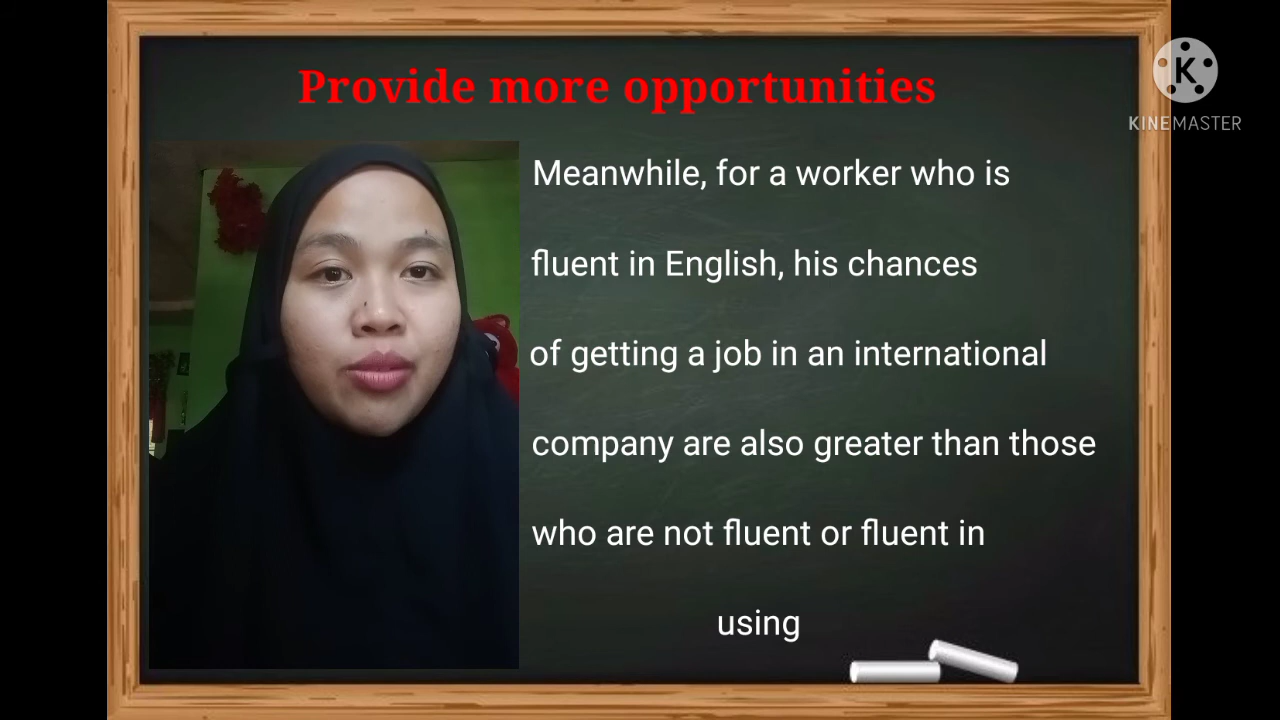 Provide more opportunities
KINEMASTER
Meanwhile, for a worker who is
fluent in English, his chances
of getting a job in an international
company are also greater than those
who are not fluent or fluent in
using